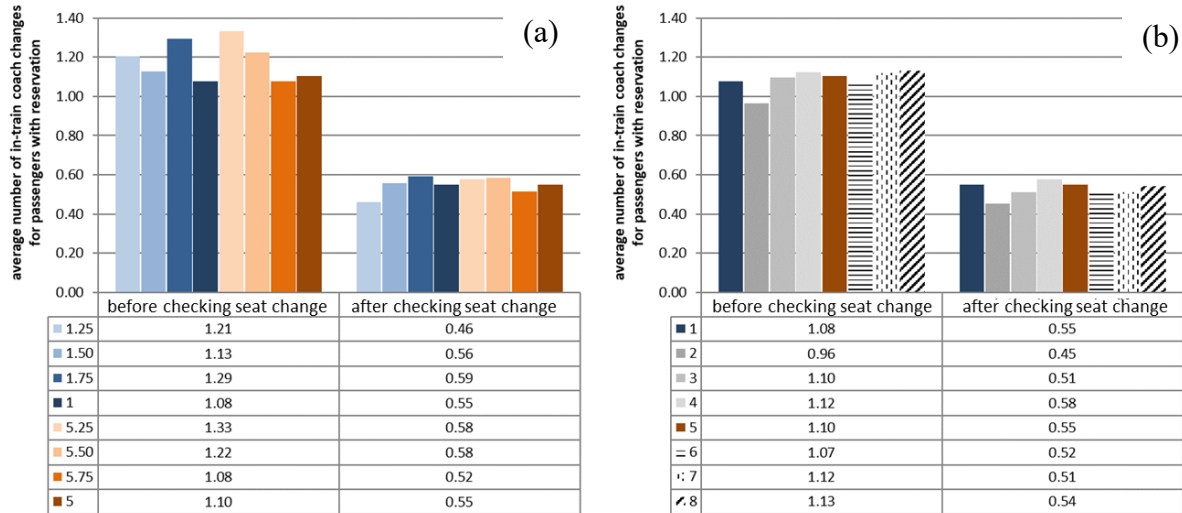 (a)
average number of in-train coach changes
for passengers with reservation
1.40
1.20
1.00
0.80
0.60
0.40
0.20
0.00
before checking seat change after checking seat change
1.25 1.21 0.46
1.50 1.13 0.56
1.75 1.29 0.59
1 1.08 0.55
5.25 1.33 0.58
5.50 1.22 0.58
5.75 1.08 0.52
5 1.10 0.55
(b)
average number of in-train coach changes
for passengers with reservation
1.40
1.20
1.00
0.80
0.60
0.40
0.20
0.00
before checking seat change after checking seat change
1 1.08 0.55
2 0.96 0.45
3 1.10 0.51
4 1.12 0.58
5 1.10 0.55
6 1.07 0.52
7 1.12 0.51
8 1.13 0.54